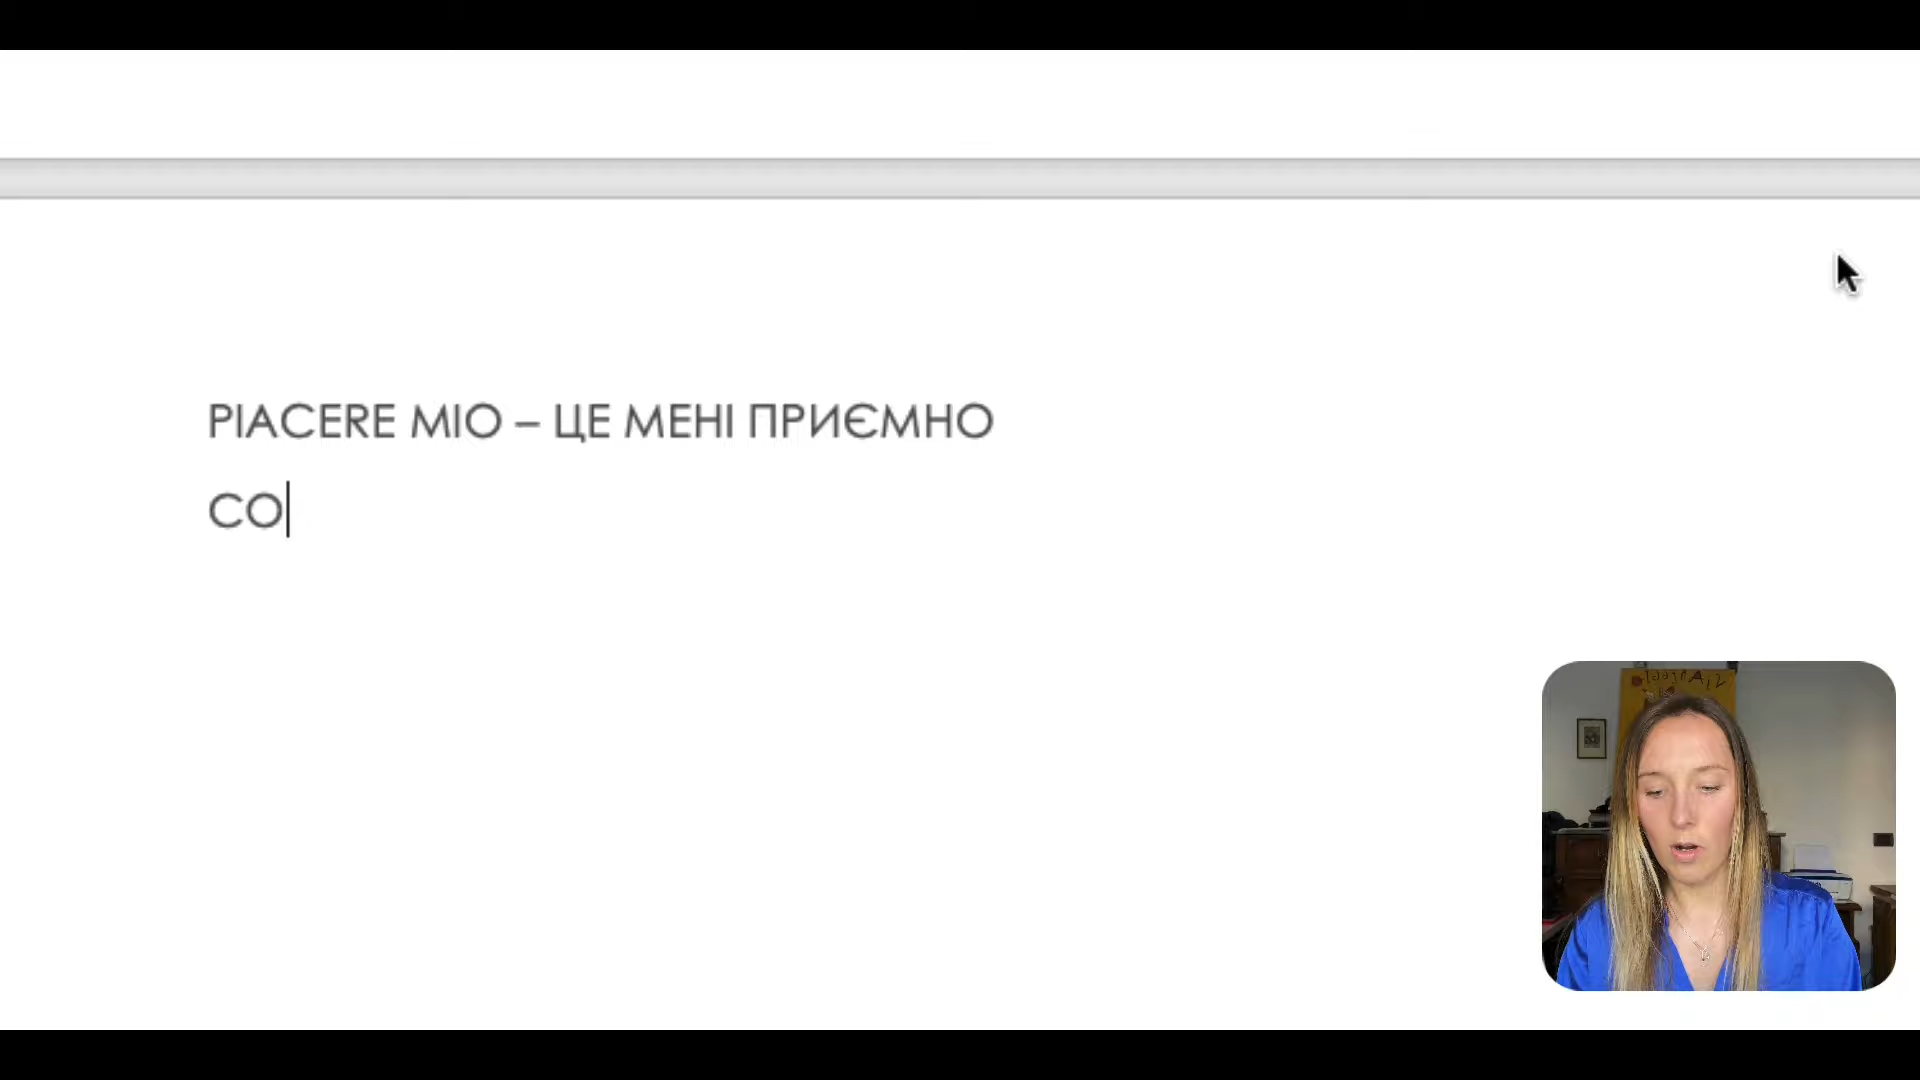 PIACERE MIO – ЦЕ МЕНІ ПРИЄМНО
CO